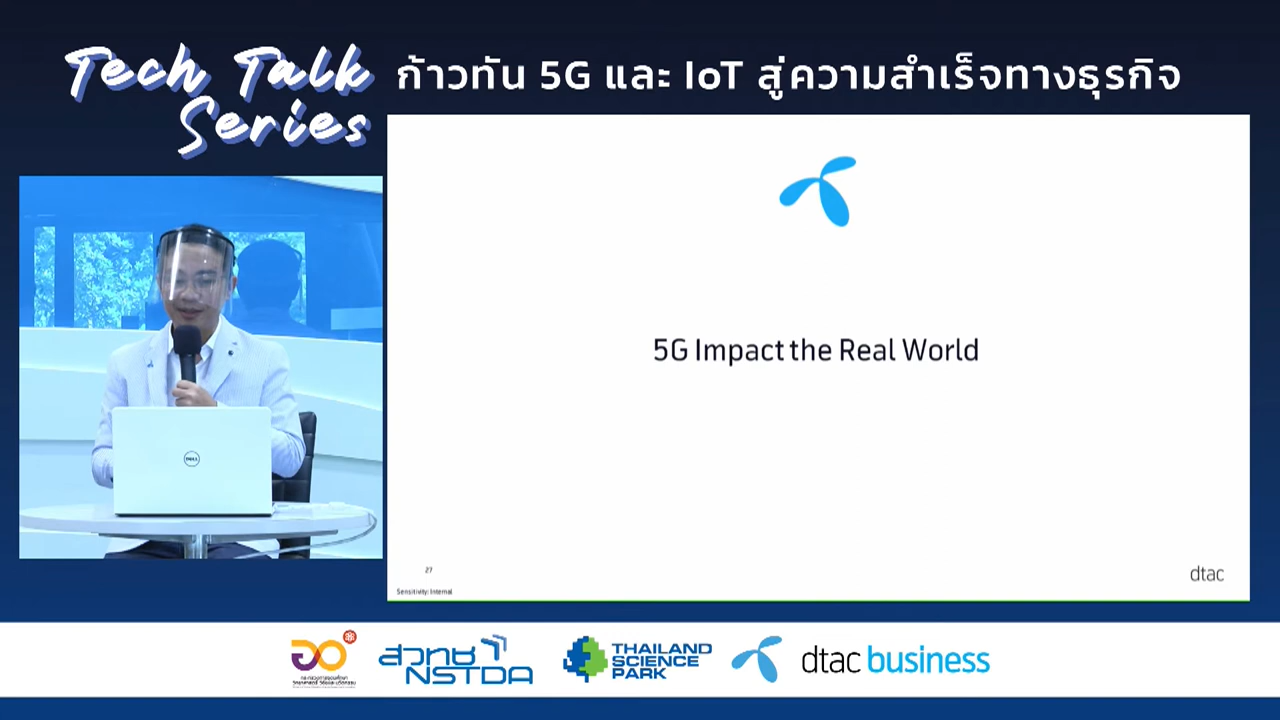 Tech Talk
Series
ก้าวทัน 5G และ IoT สู่ความสำเร็จทางธุรกิจ
5G Impact the Real World
27
Sensitivity: Internal
dtac
DELL
สวทช
NSTDA
THAILAND
SCIENCE
PARK
dtac business